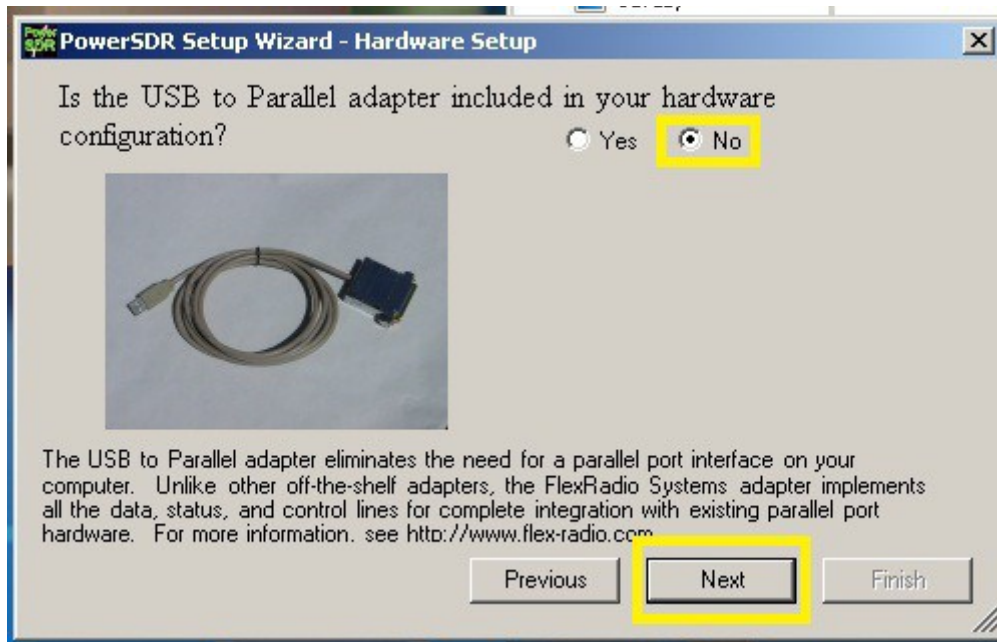 Power SDR PowerSDR Setup Wizard - Hardware Setup
Is the USB to Parallel adapter included in your hardware
configuration?
Yes No
The USB to Parallel adapter eliminates the need for a parallel port interface on your
computer. Unlike other off-the-shelf adapters, the FlexRadio Systems adapter implements
all the data, status, and control lines for complete integration with existing parallel port
hardware. For more information. see http://www.flex-radio.com
Previous Next Finish